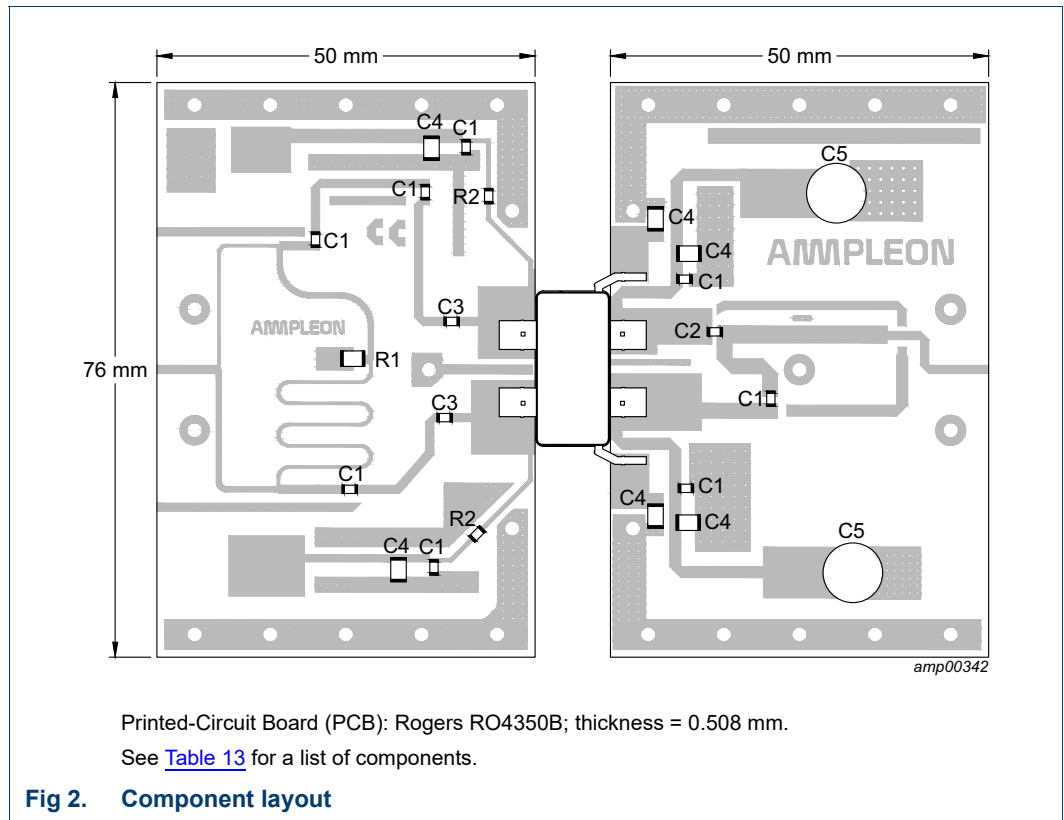 50 mm
50 mm
76 mm
C4
C1
C1
R2
C1
C3
AMPLEON
R1
C3
C1
R2
C4
C1
C5
C4
C4
AMPLEON
C1
C2
C1
C1
C4
C4
C5
amp00342
Printed-Circuit Board (PCB): Rogers RO4350B; thickness = 0.508 mm.
See Table 13 for a list of components.
Fig 2. Component layout